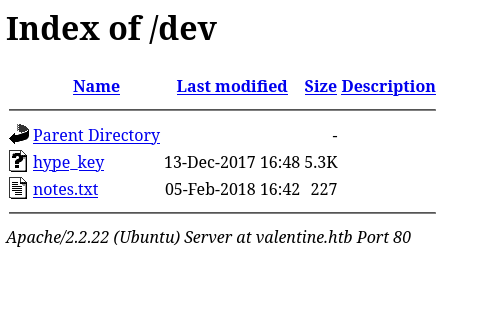 Index of /dev
Name Last modified Size Description
Parent Directory -
hype_key 13-Dec-2017 16:48 5.3K
notes.txt 05-Feb-2018 16:42 227
Apache/2.2.22 (Ubuntu) Server at valentine.htb Port 80